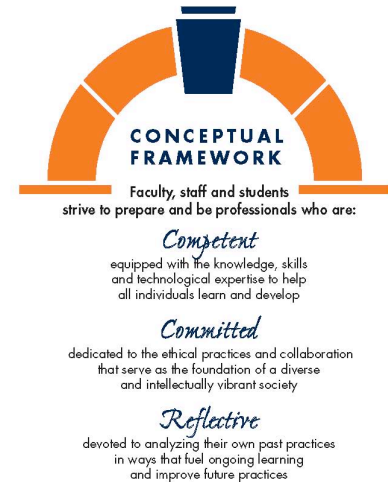 CONCEPTUAL
FRAMEWORK
Faculty, staff and students
strive to prepare and be professionals who are:
Competent
equipped with the knowledge, skills
and technological expertise to help
all individuals learn and develop
Committed
dedicated to the ethical practices and collaboration
that serve as the foundation of a diverse
and intellectually vibrant society
Reflective
devoted to analyzing their own past practices
in ways that fuel ongoing learning
and improve future practices